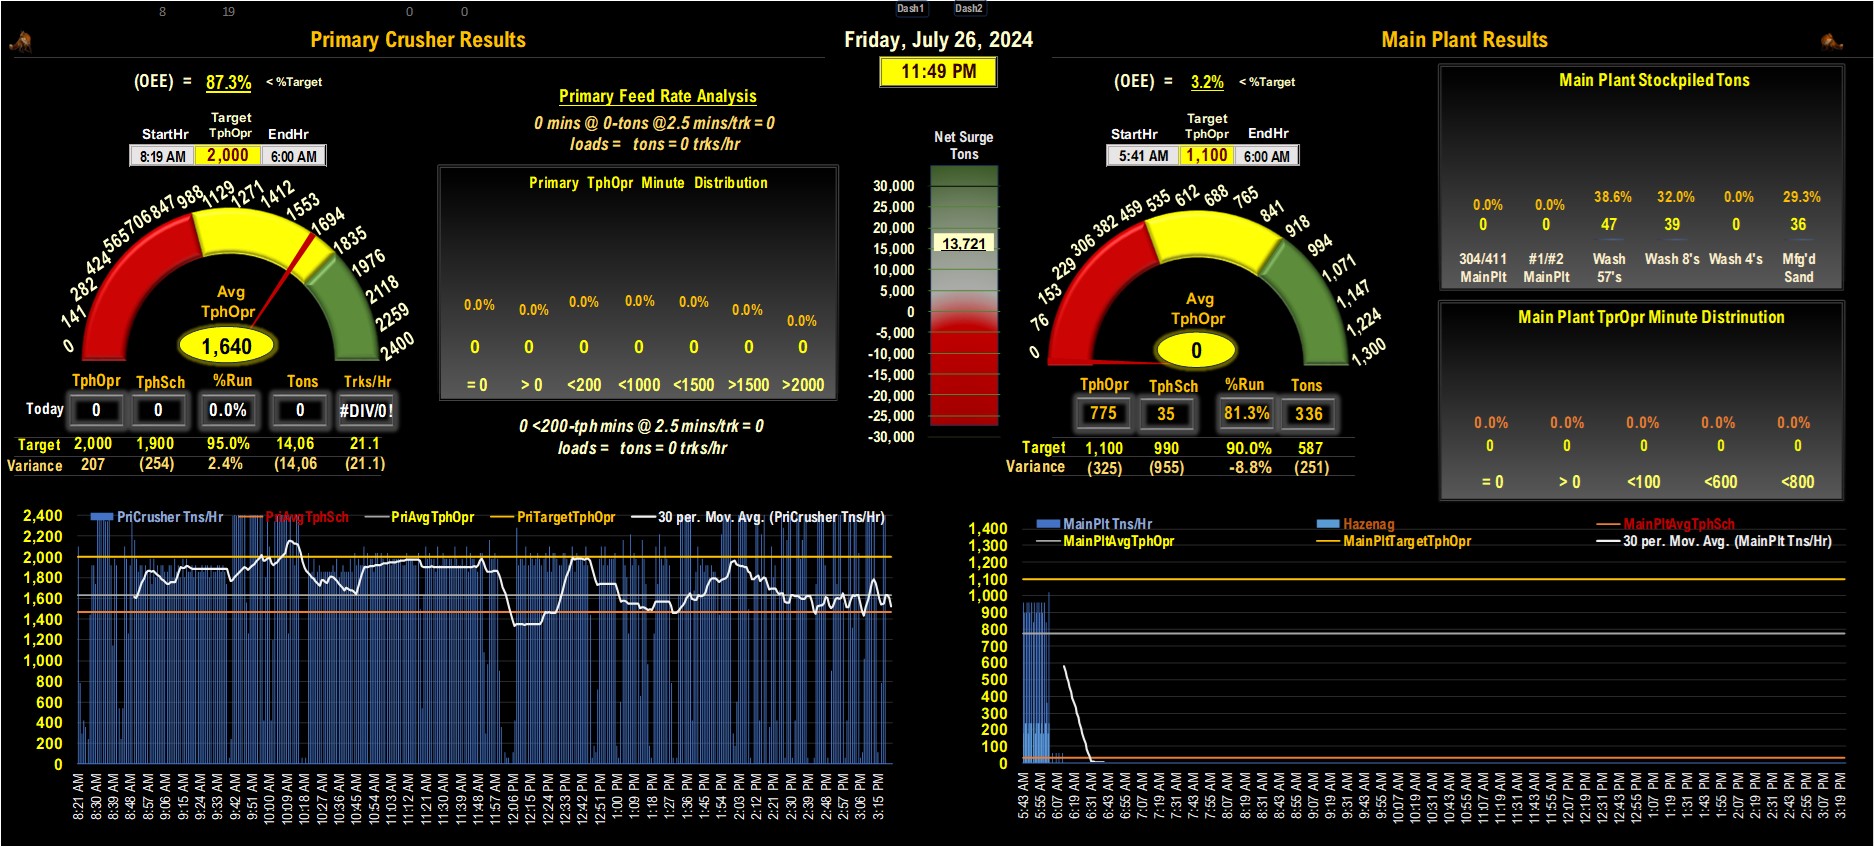 8 19 0 0 Dash1 Dash2
Primary Crusher Results
Friday, July 26, 2024
11:49 PM
Main Plant Results
(OEE) = 87.3% < %Target
Target
StartHr TphOpr EndHr
8:19 AM 2,000 6:00 AM
0 141 282 424 565 706 847 988 1129 1271 1412 1553 1694 1835 1976 2118 2259 2400
Avg
TphOpr
1,640
TphOpr TphSch %Run Tons Trks/Hr
Today 0 0 0.0% 0 #DIV/0!
Target 2,000 1,900 95.0% 14,06 21.1
Variance 207 (254) 2.4% (14,06 (21.1)
Primary Feed Rate Analysis
0 mins @ 0-tons @2.5 mins/trk = 0
loads = tons = 0 trks/hr
Primary TphOpr Minute Distribution
0.0% 0.0% 0.0% 0.0% 0.0% 0.0% 0.0%
0 0 0 0 0 0 0
= 0 > 0 <200 <1000 <1500 >1500 >2000
0 <200-tph mins @ 2.5 mins/trk = 0
loads = tons = 0 trks/hr
Net Surge
Tons
30,000
25,000
20,000
15,000
13,721
10,000
5,000
0
-5,000
-10,000
-15,000
-20,000
-25,000
-30,000
(OEE) = 3.2% < %Target
Target
StartHr TphOpr EndHr
5:41 AM 1,100 6:00 AM
0 76 153 229 306 382 459 535 612 688 765 841 918 994 1,071 1,147 1,224 1,300
Avg
TphOpr
0
TphOpr TphSch %Run Tons
775 35 81.3% 336
Target 1,100 990 90.0% 587
Variance (325) (955) -8.8% (251)
Main Plant Stockpiled Tons
0.0% 0.0% 38.6% 32.0% 0.0% 29.3%
0 0 47 39 0 36
304/411 #1/#2 Wash Wash 8's Wash 4's Mfg'd
MainPlt MainPlt 57's Sand
Main Plant TprOpr Minute Distrinution
0.0% 0.0% 0.0% 0.0% 0.0%
0 0 0 0 0
= 0 > 0 <100 <600 <800
PriCrusher Tns/Hr PriAvgTphSch PriAvgTphOpr PriTargetTphOpr 30 per. Mov. Avg. (PriCrusher Tns/Hr)
2,400
2,200
2,000
1,800
1,600
1,400
1,200
1,000
800
600
400
200
0
8:21 AM 8:30 AM 8:39 AM 8:48 AM 8:57 AM 9:06 AM 9:15 AM 9:24 AM 9:33 AM 9:42 AM 9:51 AM 10:00 AM 10:09 AM 10:18 AM 10:27 AM 10:36 AM 10:45 AM 10:54 AM 11:03 AM 11:12 AM 11:21 AM 11:30 AM 11:39 AM 11:48 AM 11:57 AM 12:06 PM 12:15 PM 12:24 PM 12:33 PM 12:42 PM 12:51 PM 1:00 PM 1:09 PM 1:18 PM 1:27 PM 1:36 PM 1:45 PM 1:54 PM 2:03 PM 2:12 PM 2:21 PM 2:30 PM 2:39 PM 2:48 PM 2:57 PM 3:06 PM 3:15 PM
MainPlt Tns/Hr Hazenag MainPltAvgTphSch
MainPltAvgTphOpr MainPltTargetTphOpr 30 per. Mov. Avg. (MainPlt Tns/Hr)
1,400
1,300
1,200
1,100
1,000
900
800
700
600
500
400
300
200
100
0
5:43 AM 5:55 AM 6:07 AM 6:19 AM 6:31 AM 6:43 AM 6:55 AM 7:07 AM 7:19 AM 7:31 AM 7:43 AM 7:55 AM 8:07 AM 8:19 AM 8:31 AM 8:43 AM 8:55 AM 9:07 AM 9:19 AM 9:31 AM 9:43 AM 9:55 AM 10:07 AM 10:19 AM 10:31 AM 10:43 AM 10:55 AM 11:07 AM 11:19 AM 11:31 AM 11:43 AM 11:55 AM 12:07 PM 12:19 PM 12:31 PM 12:43 PM 12:55 PM 1:07 PM 1:19 PM 1:31 PM 1:43 PM 1:55 PM 2:07 PM 2:19 PM 2:31 PM 2:43 PM 2:55 PM 3:07 PM 3:19 PM